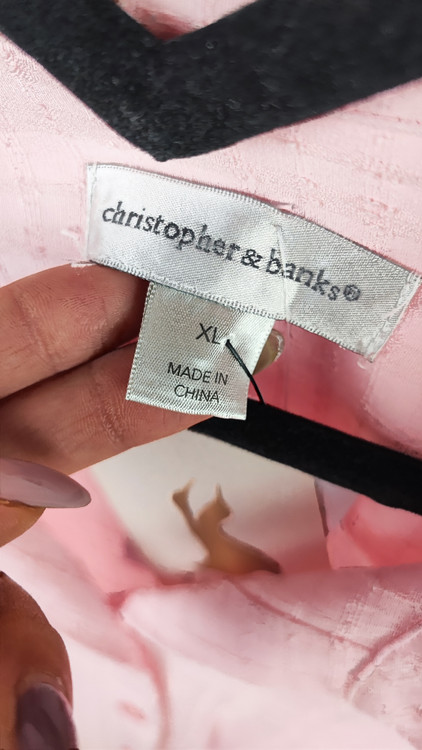 christopher & banks®
XL
MADE IN
CHINA